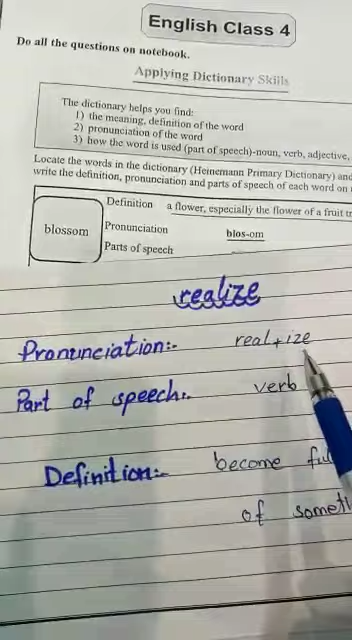 English Class 4
Do all the questions on notebook.
Applying Dictionary Skills
The dictionary helps you find:
1) the meaning, definition of the word
2) pronunciation of the word
3) how the word is used (part of speech)-noun, verb, adjective,
Locate the words in the dictionary (Heinemann Primary Dictionary) and
write the definition, pronunciation and parts of speech of each word on
blossom
Definition a flower, especially the flower of a fruit
Pronunciation blos-om
Parts of speech
realize
Pronunciation:- real+ize
Part of speech:- verb
Definition:- become
of